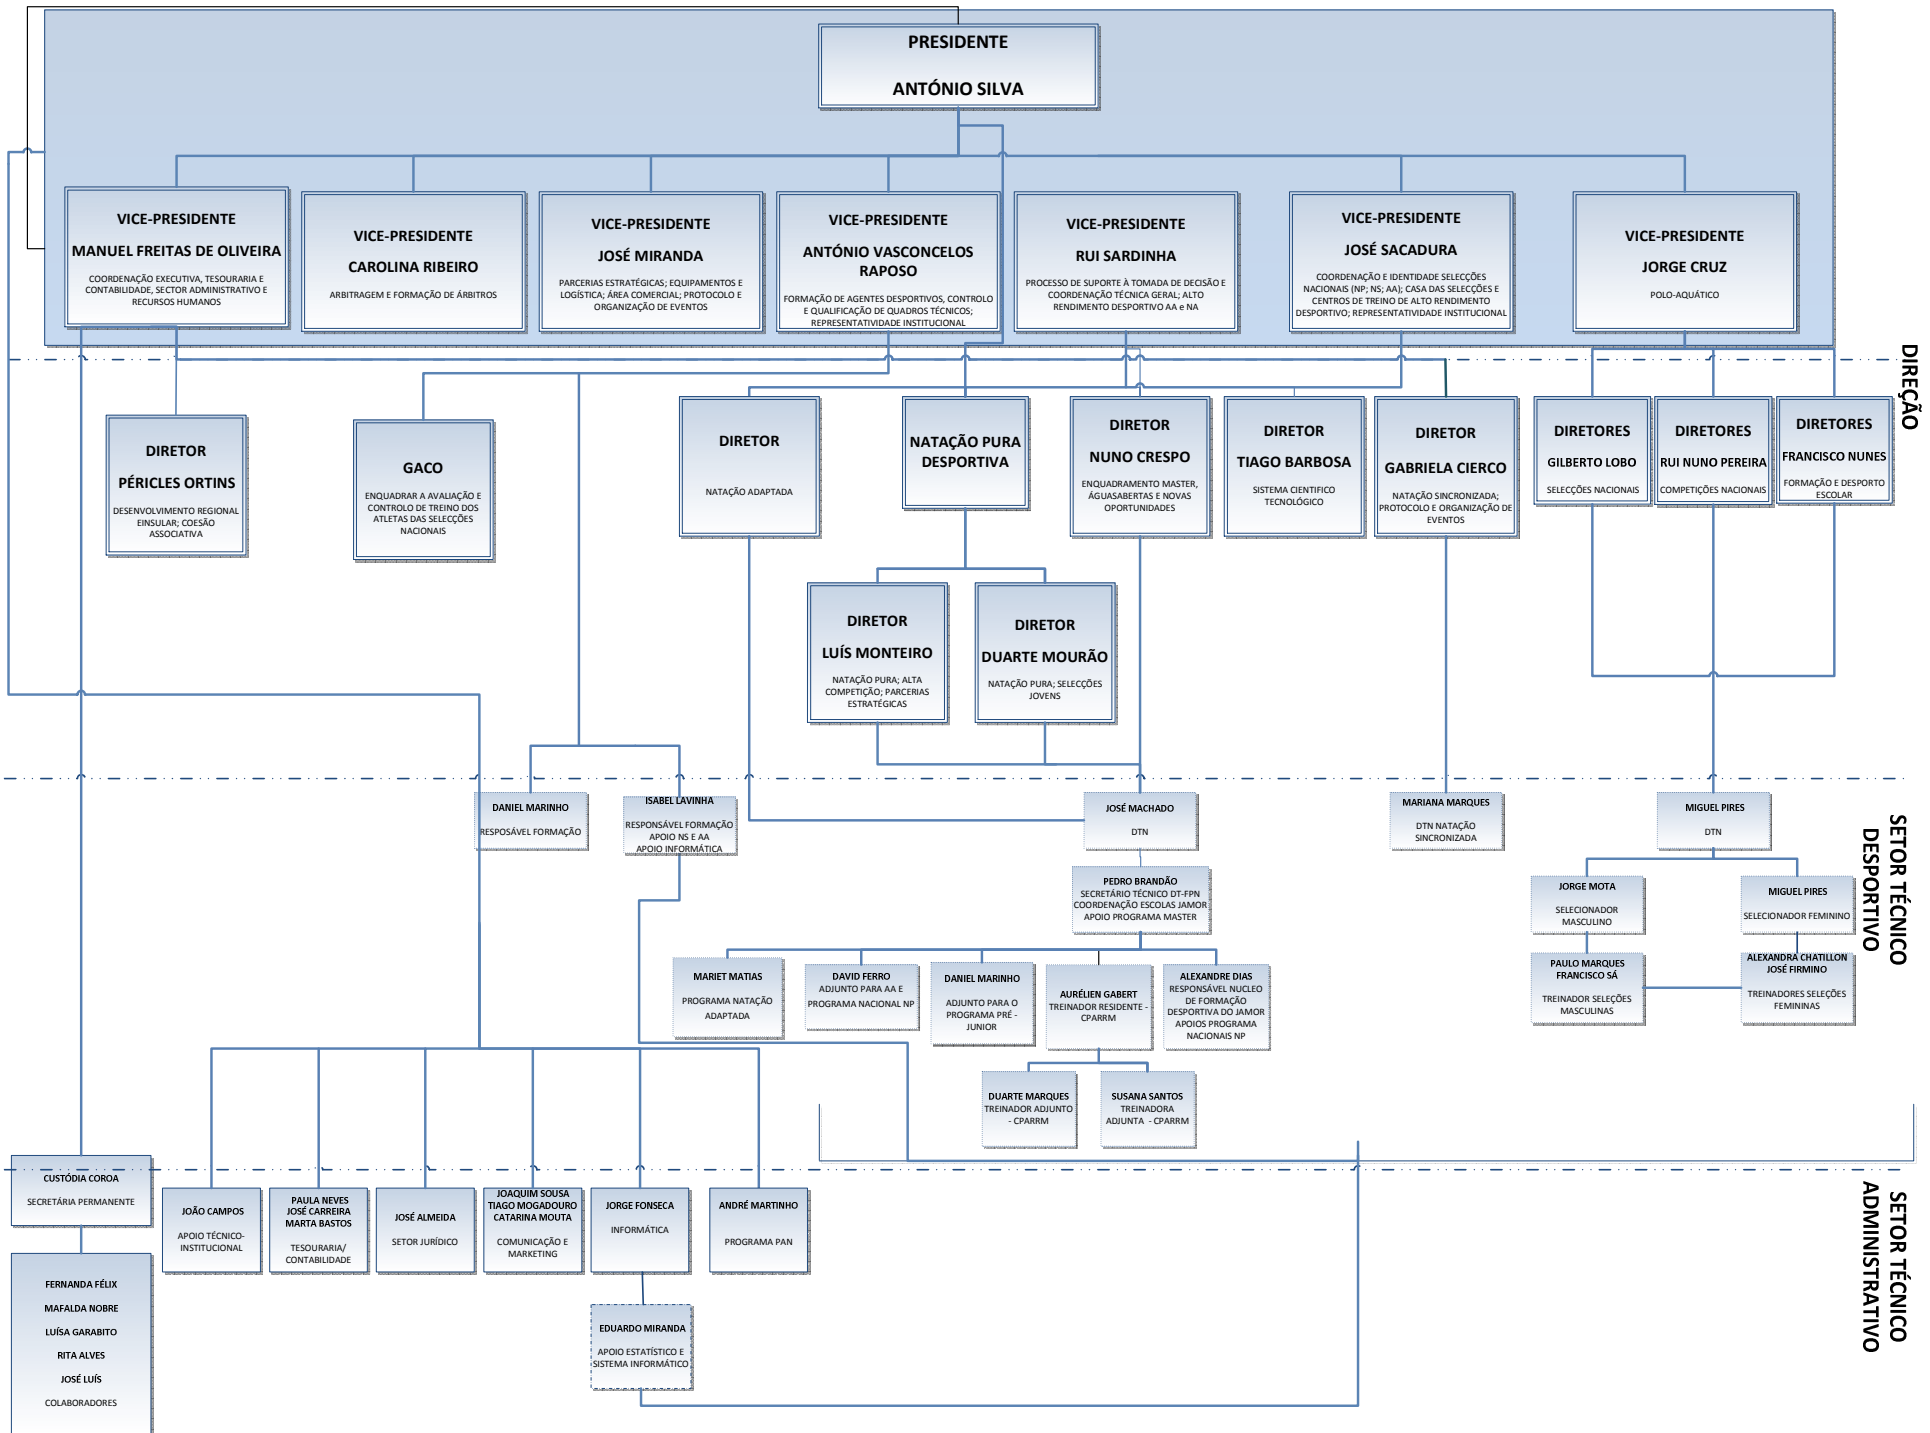 PRESIDENTE
ANTÓNIO SILVA
VICE-PRESIDENTE
MANUEL FREITAS DE OLIVEIRA
COORDENAÇÃO EXECUTIVA, TESOURARIA E
CONTABILIDADE, SECTOR ADMINISTRATIVO E
RECURSOS HUMANOS
VICE-PRESIDENTE
CAROLINA RIBEIRO
ARBITRAGEM E FORMAÇÃO DE ÁRBITROS
VICE-PRESIDENTE
JOSÉ MIRANDA
PARCERIAS ESTRATÉGICAS; EQUIPAMENTOS E
LOGÍSTICA; ÁREA COMERCIAL; PROTOCOLO E
ORGANIZAÇÃO DE EVENTOS
VICE-PRESIDENTE
ANTÓNIO VASCONCELOS
RAPOSO
FORMAÇÃO DE AGENTES DESPORTIVOS, CONTROLO
E QUALIFICAÇÃO DE QUADROS TÉCNICOS;
REPRESENTATIVIDADE INSTITUCIONAL
VICE-PRESIDENTE
RUI SARDINHA
PROCESSO DE SUPORTE À TOMADA DE DECISÃO E
COORDENAÇÃO TÉCNICA GERAL; ALTO
RENDIMENTO DESPORTIVO AA e NA
VICE-PRESIDENTE
JOSÉ SACADURA
COORDENAÇÃO E IDENTIDADE SELECÇÕES
NACIONAIS (NP; NS; AA); CASA DAS SELECÇÕES E
CENTROS DE TREINO DE ALTO RENDIMENTO
DESPORTIVO; REPRESENTATIVIDADE INSTITUCIONAL
VICE-PRESIDENTE
JORGE CRUZ
POLO-AQUÁTICO
DIREÇÃO
DIRETOR
PÉRICLES ORTINS
DESENVOLVIMENTO REGIONAL
EINSULAR; COESÃO
ASSOCIATIVA
GACO
ENQUADRAR A AVALIAÇÃO E
CONTROLO DE TREINO DOS
ATLETAS DAS SELECÇÕES
NACIONAIS
DIRETOR
NATAÇÃO ADAPTADA
NATAÇÃO PURA
DESPORTIVA
DIRETOR
NUNO CRESPO
ENQUADRAMENTO MASTER,
ÁGUASABERTAS E NOVAS
OPORTUNIDADES
DIRETOR
TIAGO BARBOSA
SISTEMA CIENTIFICO
TECNOLÓGICO
DIRETOR
GABRIELA CIERCO
NATAÇÃO SINCRONIZADA;
PROTOCOLO E ORGANIZAÇÃO DE
EVENTOS
DIRETORES
GILBERTO LOBO
SELECÇÕES NACIONAIS
DIRETORES
RUI NUNO PEREIRA
COMPETIÇÕES NACIONAIS
DIRETORES
FRANCISCO NUNES
FORMAÇÃO E DESPORTO
ESCOLAR
DIRETOR
LUÍS MONTEIRO
NATAÇÃO PURA; ALTA
COMPETIÇÃO; PARCERIAS
ESTRATÉGICAS
DIRETOR
DUARTE MOURÃO
NATAÇÃO PURA; SELECÇÕES
JOVENS
SETOR TÉCNICO
DESPORTIVO
DANIEL MARINHO
RESPOSÁVEL FORMAÇÃO
ISABEL LAVINHA
RESPONSÁVEL FORMAÇÃO
APOIO NS E AA
APOIO INFORMÁTICA
JOSÉ MACHADO
DTN
MARIANA MARQUES
DTN NATAÇÃO
SINCRONIZADA
MIGUEL PIRES
DTN
PEDRO BRANDÃO
SECRETÁRIO TÉCNICO DT-FPN
COORDENAÇÃO ESCOLAS JAMOR
APOIO PROGRAMA MASTER
JORGE MOTA
SELECIONADOR
MASCULINO
MIGUEL PIRES
SELECIONADOR FEMININO
MARIET MATIAS
PROGRAMA NATAÇÃO
ADAPTADA
DAVID FERRO
ADJUNTO PARA AA E
PROGRAMA NACIONAL NP
DANIEL MARINHO
ADJUNTO PARA O
PROGRAMA PRÉ -
JUNIOR
AURÉLIEN GABERT
TREINADOR RESIDENTE -
CPARRM
ALEXANDRE DIAS
RESPONSÁVEL NUCLEO
DE FORMAÇÃO
DESPORTIVA DO JAMOR
APOIOS PROGRAMA
NACIONAIS NP
PAULO MARQUES
FRANCISCO SÁ
TREINADOR SELEÇÕES
MASCULINAS
ALEXANDRA CHATILLON
JOSÉ FIRMINO
TREINADORES SELEÇÕES
FEMININAS
DUARTE MARQUES
TREINADOR ADJUNTO
- CPARRM
SUSANA SANTOS
TREINADORA
ADJUNTA - CPARRM
SETOR TÉCNICO
ADMINISTRATIVO
CUSTÓDIA COROA
SECRETÁRIA PERMANENTE
JOÃO CAMPOS
APOIO TÉCNICO-
INSTITUCIONAL
PAULA NEVES
JOSÉ CARREIRA
MARTA BASTOS
TESOURARIA/
CONTABILIDADE
JOSÉ ALMEIDA
SETOR JURÍDICO
JOAQUIM SOUSA
TIAGO MOGADOURO
CATARINA MOUTA
COMUNICAÇÃO E
MARKETING
JORGE FONSECA
INFORMÁTICA
ANDRÉ MARTINHO
PROGRAMA PAN
FERNANDA FÉLIX
MAFALDA NOBRE
LUÍSA GARABITO
RITA ALVES
JOSÉ LUÍS
COLABORADORES
EDUARDO MIRANDA
APOIO ESTATÍSTICO E
SISTEMA INFORMÁTICO